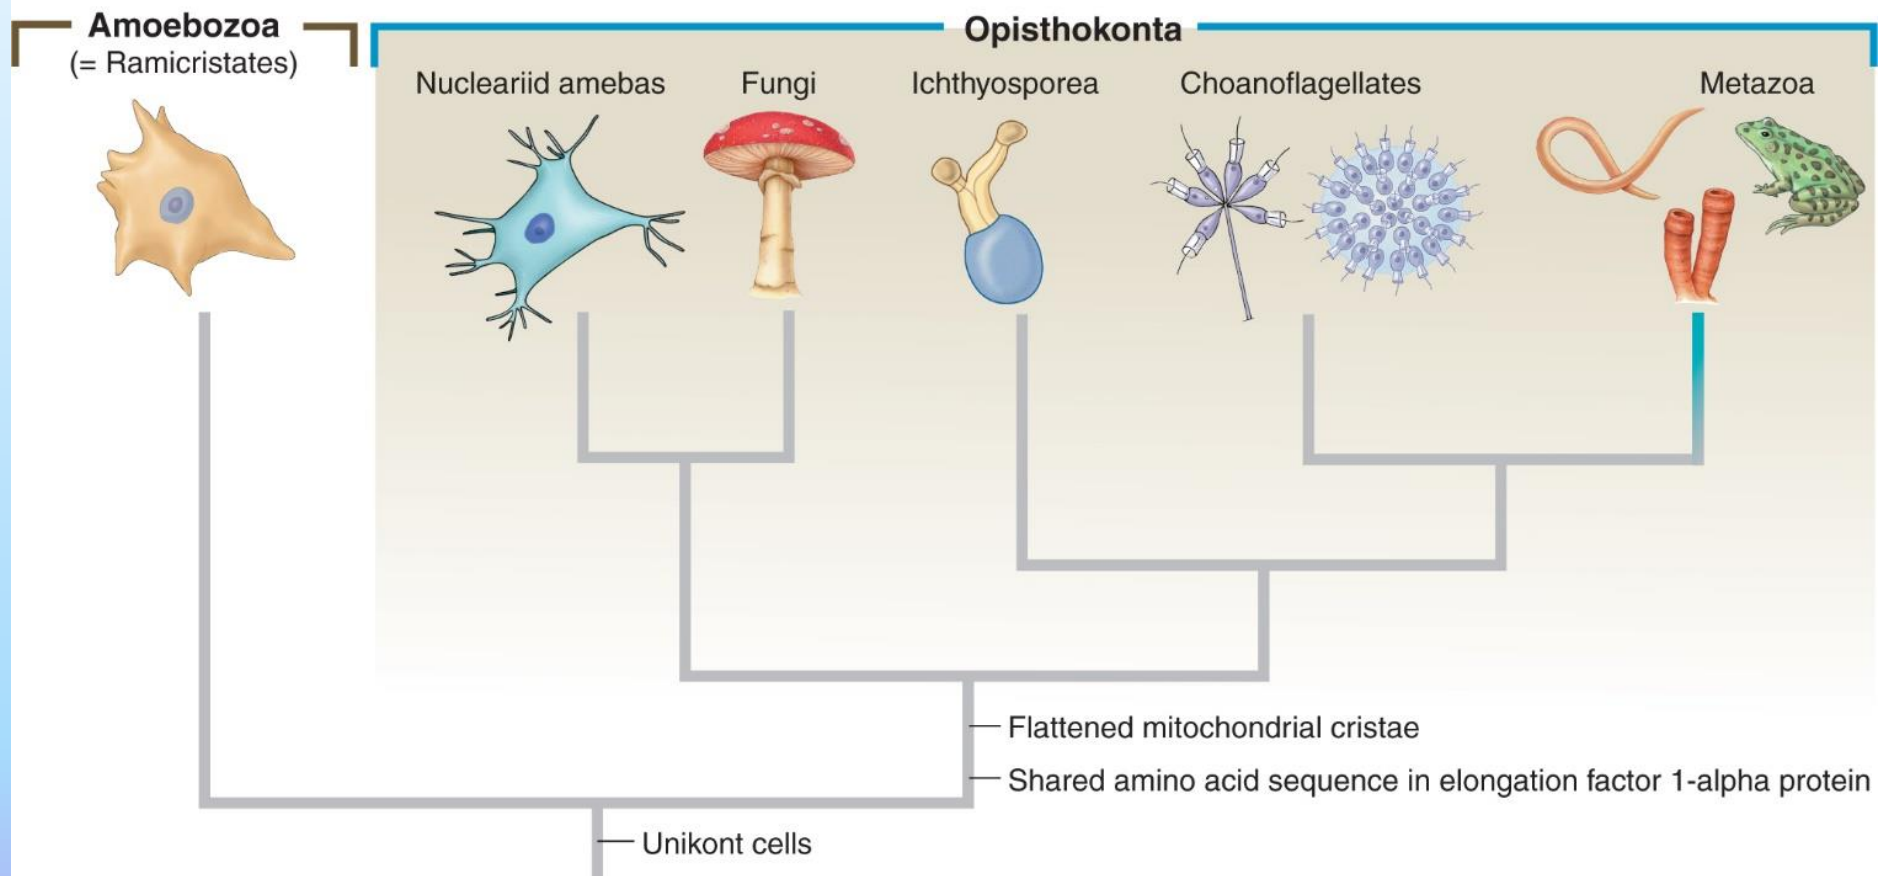 Amoebozoa
(= Ramicristates)
Opisthokonta
Nucleariid amebas
Fungi
Ichthyosporea
Choanoflagellates
Metazoa
Flattened mitochondrial cristae
Shared amino acid sequence in elongation factor 1-alpha protein
Unikont cells